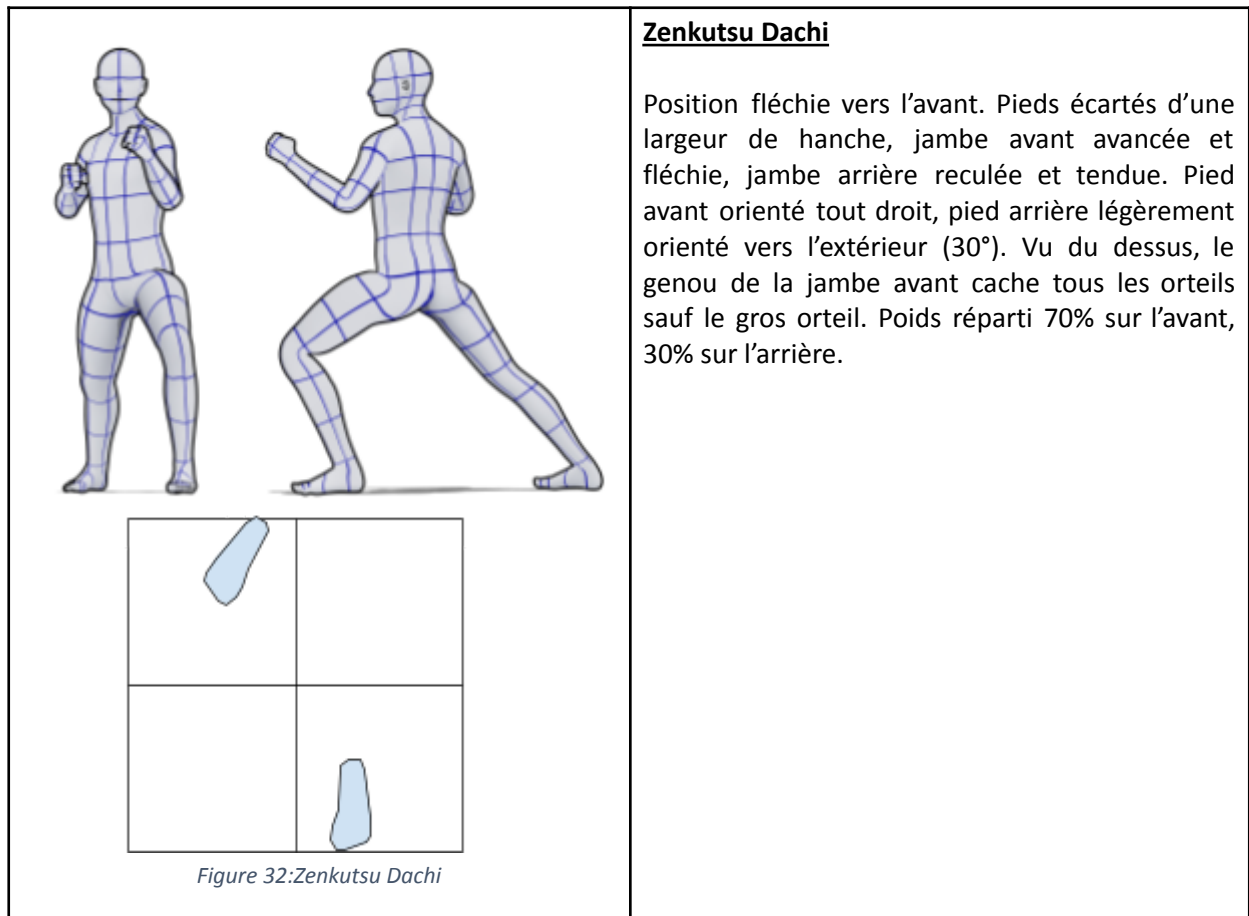 Zenkutsu Dachi
Position fléchie vers l’avant. Pieds écartés d’une
largeur de hanche, jambe avant avancée et
fléchie, jambe arrière reculée et tendue. Pied
avant orienté tout droit, pied arrière légèrement
orienté vers l’extérieur (30°). Vu du dessus, le
genou de la jambe avant cache tous les orteils
sauf le gros orteil. Poids réparti 70% sur l’avant,
30% sur l’arrière.
Figure 32:Zenkutsu Dachi